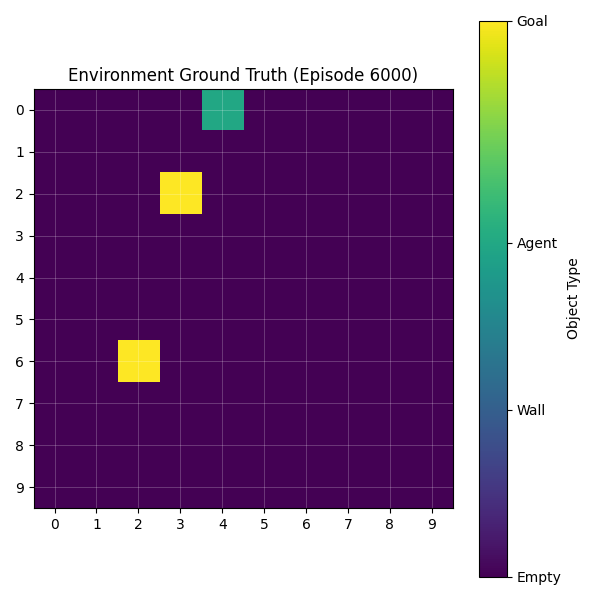 Environment Ground Truth (Episode 6000)
0
1
2
3
4
5
6
7
8
9
0 1 2 3 4 5 6 7 8 9
Goal
Agent
Wall
Empty
Object Type